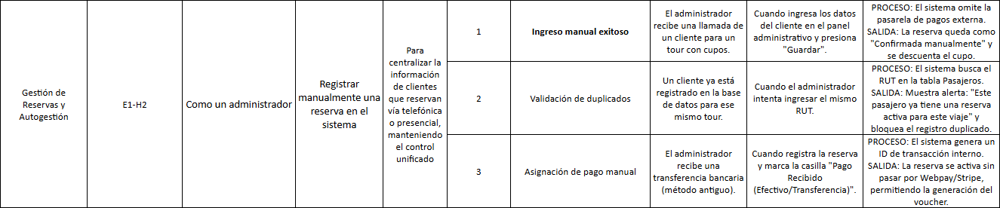 Gestión de
Reservas y
Autogestión
E1-H2
Como un administrador
Registrar
manualmente una
reserva en el
sistema
Para
centralizar la
información
de clientes
que reservan
vía telefónica
o presencial,
manteniendo
el control
unificado
1
Ingreso manual exitoso
El administrador
recibe una llamada de
un cliente para un
tour con cupos.
Cuando ingresa los datos
del cliente en el panel
administrativo y presiona
"Guardar".
PROCESO: El sistema omite la
pasarela de pagos externa.
SALIDA: La reserva queda como
"Confirmada manualmente" y
se descuenta el cupo.
2
Validación de duplicados
Un cliente ya está
registrado en la base
de datos para ese
mismo tour.
Cuando el administrador
intenta ingresar el mismo
RUT.
PROCESO: El sistema busca el
RUT en la tabla Pasajeros.
SALIDA: Muestra alerta: "Este
pasajero ya tiene una reserva
activa para este viaje" y
bloquea el registro duplicado.
3
Asignación de pago manual
El administrador
recibe una
transferencia bancaria
(método antiguo).
Cuando registra la reserva
y marca la casilla "Pago
Recibido
(Efectivo/Transferencia)".
PROCESO: El sistema genera un
ID de transacción interno.
SALIDA: La reserva se activa sin
pasar por Webpay/Stripe,
permitiendo la generación del
voucher.